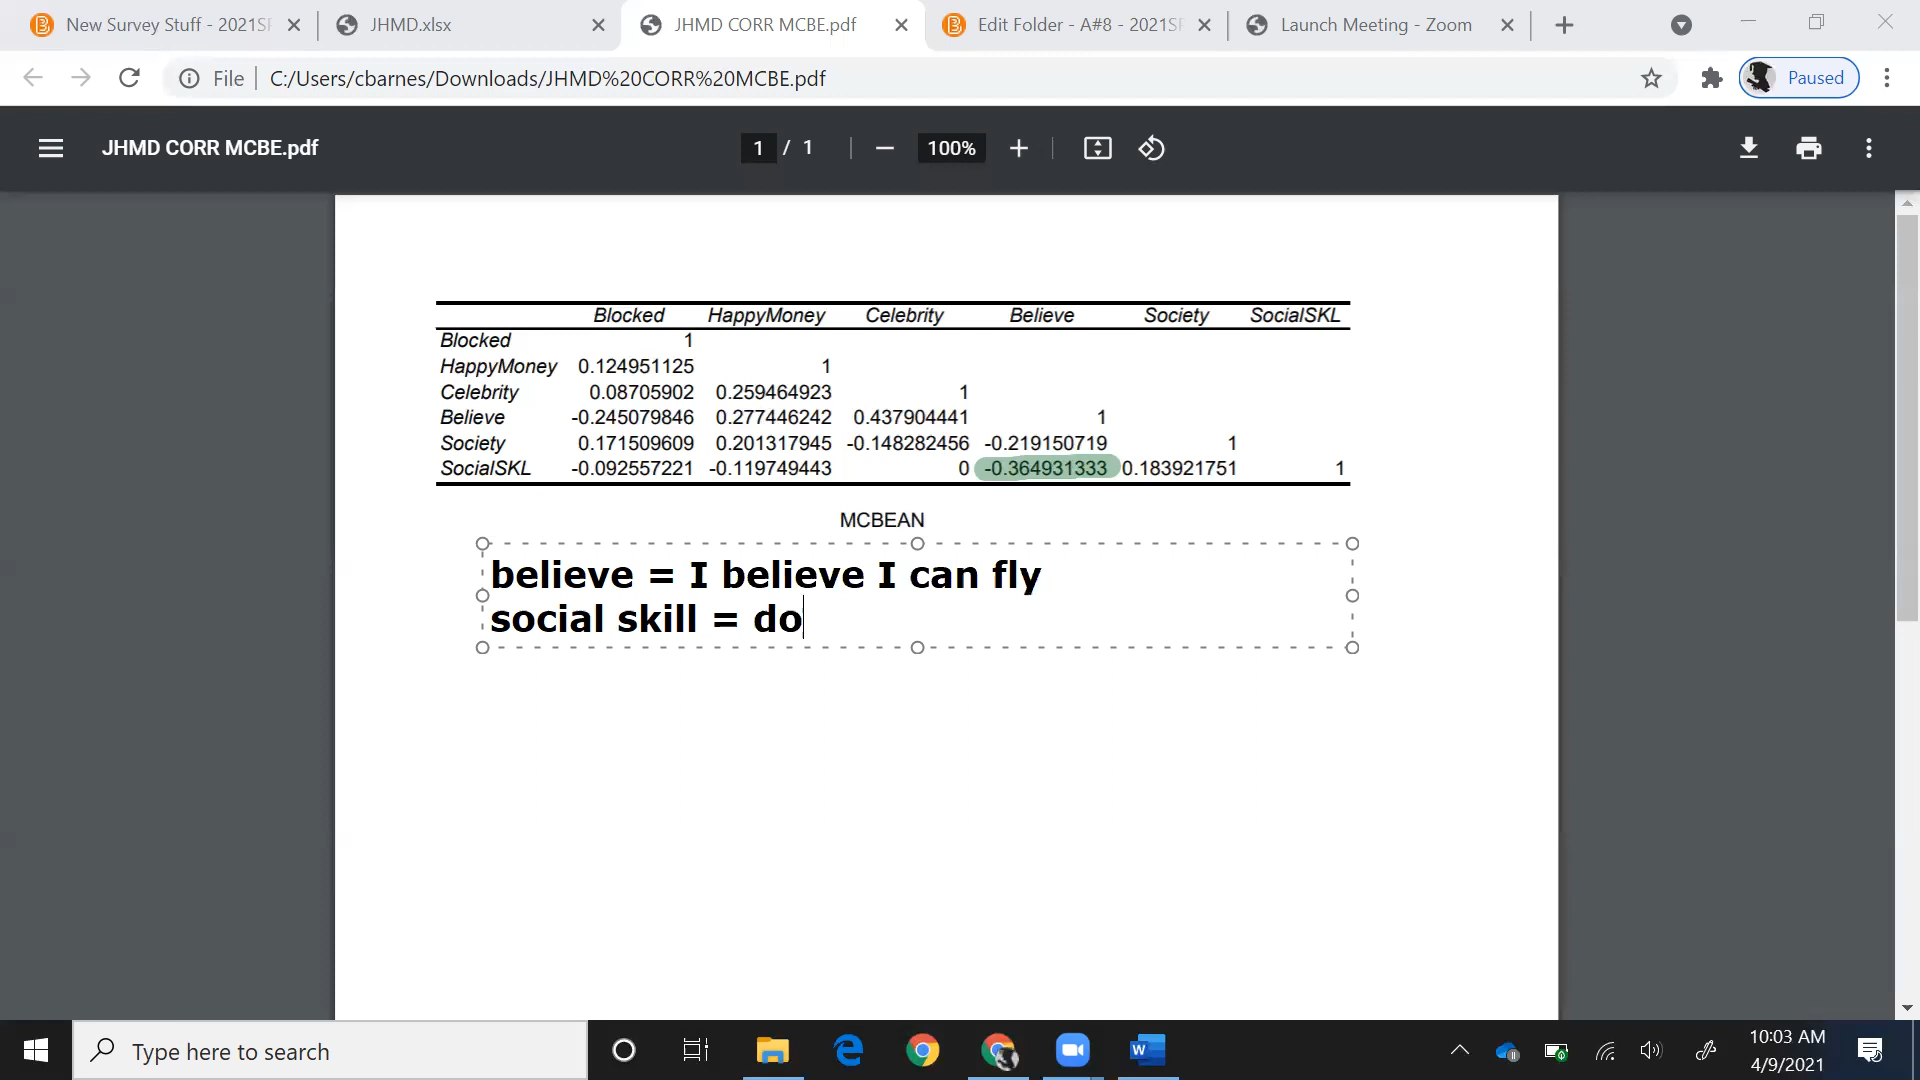 New Survey Stuff - 2021SF
JHMD.xlsx
JHMD CORR MCBE.pdf
Edit Folder - A#8 - 2021SF
Launch Meeting - Zoom
File
C:/Users/cbarnes/Downloads/JHMD%20CORR%20MCBE.pdf
Paused
JHMD CORR MCBE.pdf
1 / 1
100%
Blocked HappyMoney Celebrity Believe Society SocialSKL
Blocked 1
HappyMoney 0.124951125 1
Celebrity 0.08705902 0.259464923 1
Believe -0.245079846 0.277446242 0.437904441 1
Society 0.171509609 0.201317945 -0.148282456 -0.219150719 1
SocialSKL -0.092557221 -0.119749443 0 -0.364931333 0.183921751 1
MCBEAN
believe = I believe I can fly
social skill = do
Type here to search
10:03 AM
4/9/2021